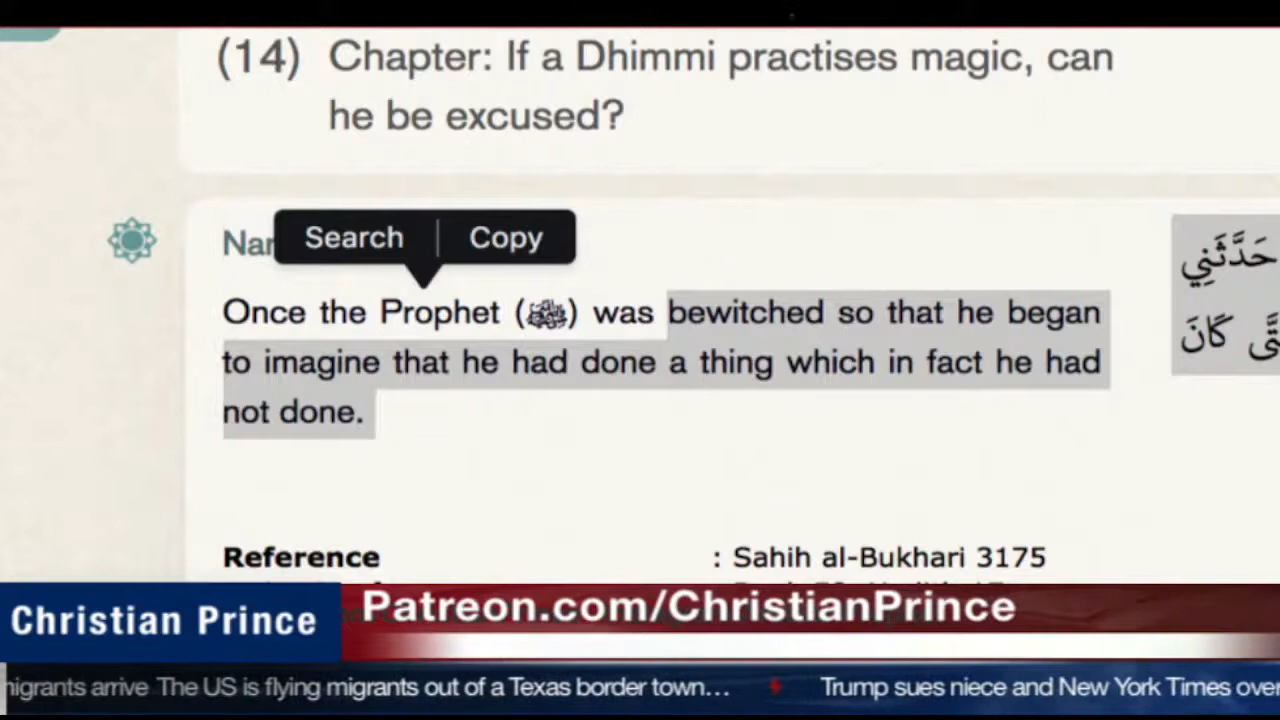 (14) Chapter: If a Dhimmi practises magic, can
he be excused?
Search Copy
Nar
Once the Prophet (ﷺ) was bewitched so that he began
to imagine that he had done a thing which in fact he had
not done.
حَدَّثَنِي
كَانَ
Reference : Sahih al-Bukhari 3175
Christian Prince
Patreon.com/ChristianPrince
nigrants arrive The US is flying migrants out of a Texas border town... Trump sues niece and New York Times over